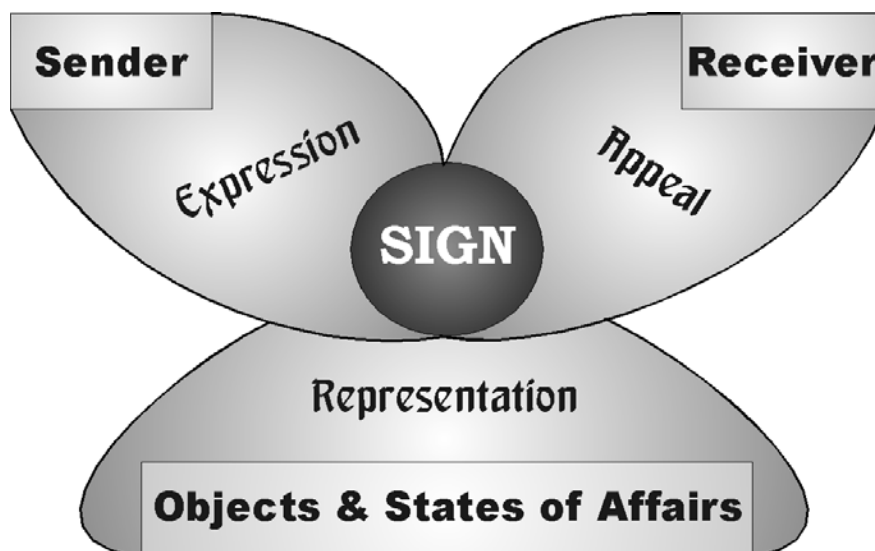 Sender
Receiver
Expression
Appeal
SIGN
Representation
Objects & States of Affairs